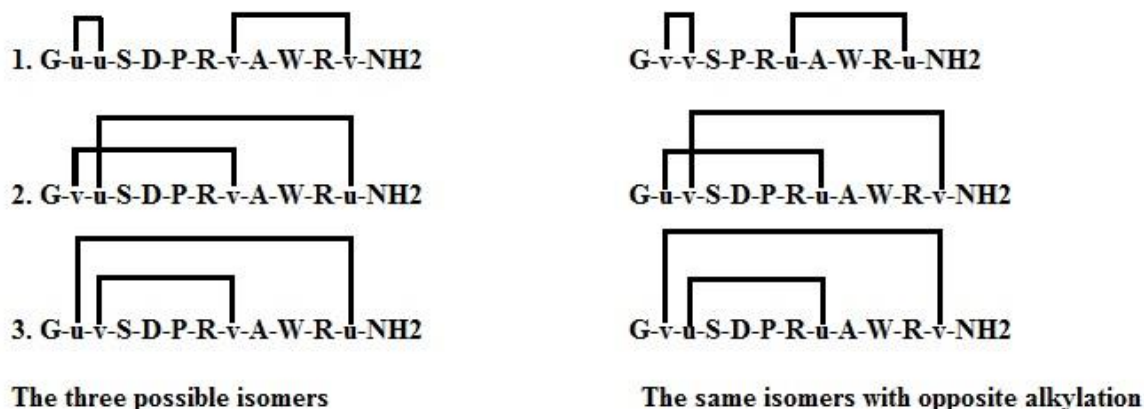 1. G-u-u-S-D-P-R-v-A-W-R-v-NH2 G-v-v-S-P-R-u-A-W-R-u-NH2
2. G-v-u-S-D-P-R-v-A-W-R-u-NH2 G-u-v-S-D-P-R-u-A-W-R-v-NH2
3. G-u-v-S-D-P-R-v-A-W-R-u-NH2 G-v-u-S-D-P-R-u-A-W-R-v-NH2
The three possible isomers The same isomers with opposite alkylation